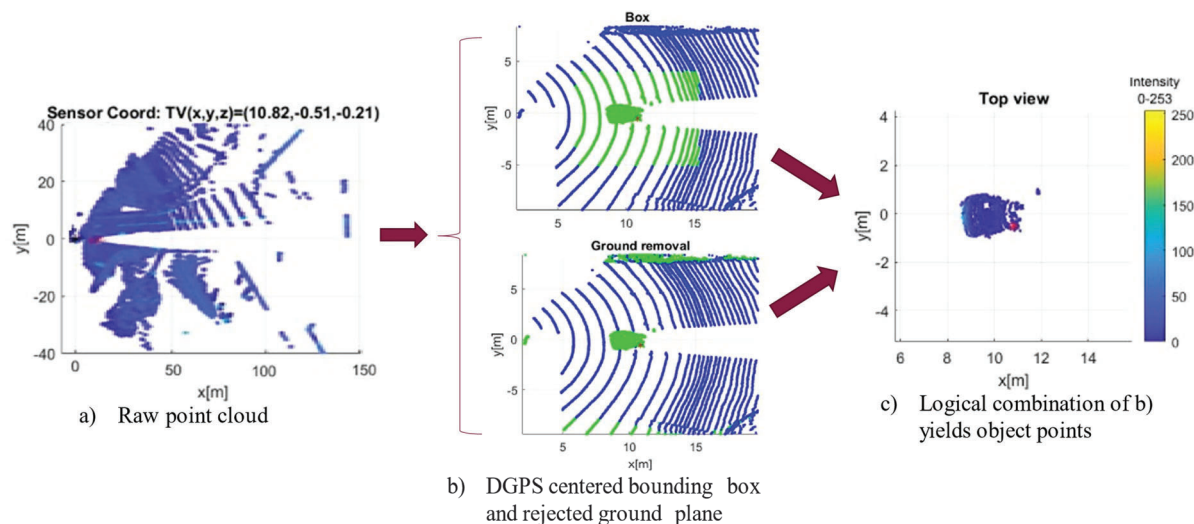 Sensor Coord: TV(x,y,z)=(10.82,-0.51,-0.21)
y[m]
40
20
0
-20
-40
0
50
100
150
x[m]
a) Raw point cloud
Box
y[m]
5
0
-5
5
10
15
Ground removal
y[m]
5
0
-5
5
10
15
x[m]
b) DGPS centered bounding box
and rejected ground plane
Top view
y[m]
4
2
0
-2
-4
6
8
10
12
14
x[m]
Intensity
0-253
250
200
150
100
50
0
c) Logical combination of b)
yields object points